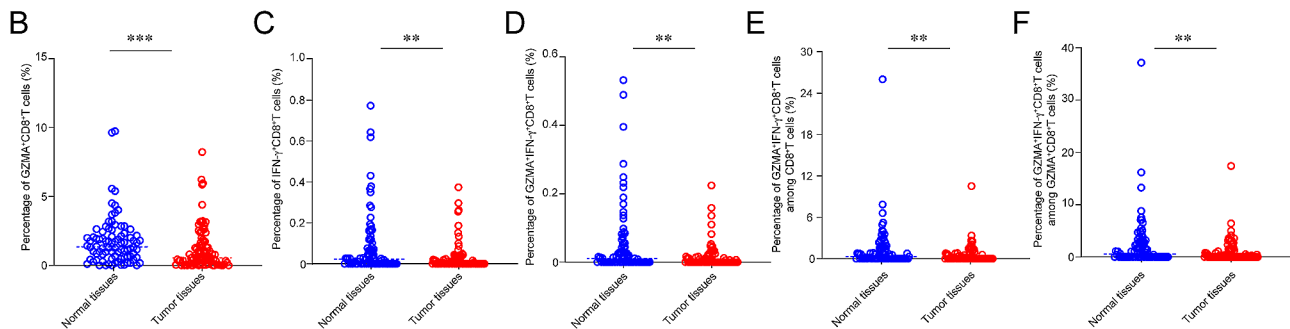 B
***
Percentage of GZMA⁺CD8⁺T cells (%)
15
10
5
0
Normal tissues
Tumor tissues
C
**
Percentage of IFN-γ⁺CD8⁺T cells (%)
1.0
0.8
0.6
0.4
0.2
0
Normal tissues
Tumor tissues
D
**
Percentage of GZMA⁺IFN-γ⁺CD8⁺T cells (%)
0.6
0.4
0.2
0
Normal tissues
Tumor tissues
E
**
Percentage of GZMA⁺IFN-γ⁺CD8⁺T cells
among CD8⁺T cells (%)
30
24
18
12
6
0
Normal tissues
Tumor tissues
F
**
Percentage of GZMA⁺IFN-γ⁺CD8⁺T cells
among GZMA⁺CD8⁺T cells (%)
40
30
20
10
0
Normal tissues
Tumor tissues